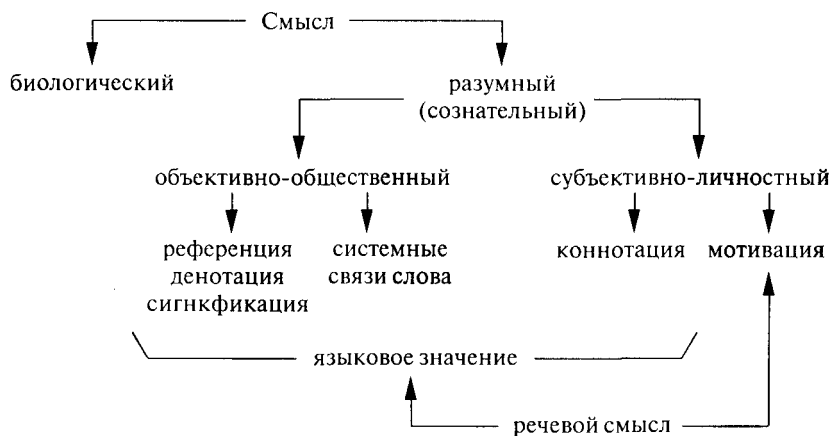 Смысл
биологический
разумный
(сознательный)
объективно-общественный
субъективно-личностный
референция
денотация
сигнкфикация
системные
связи слова
коннотация
мотивация
языковое значение
речевой смысл